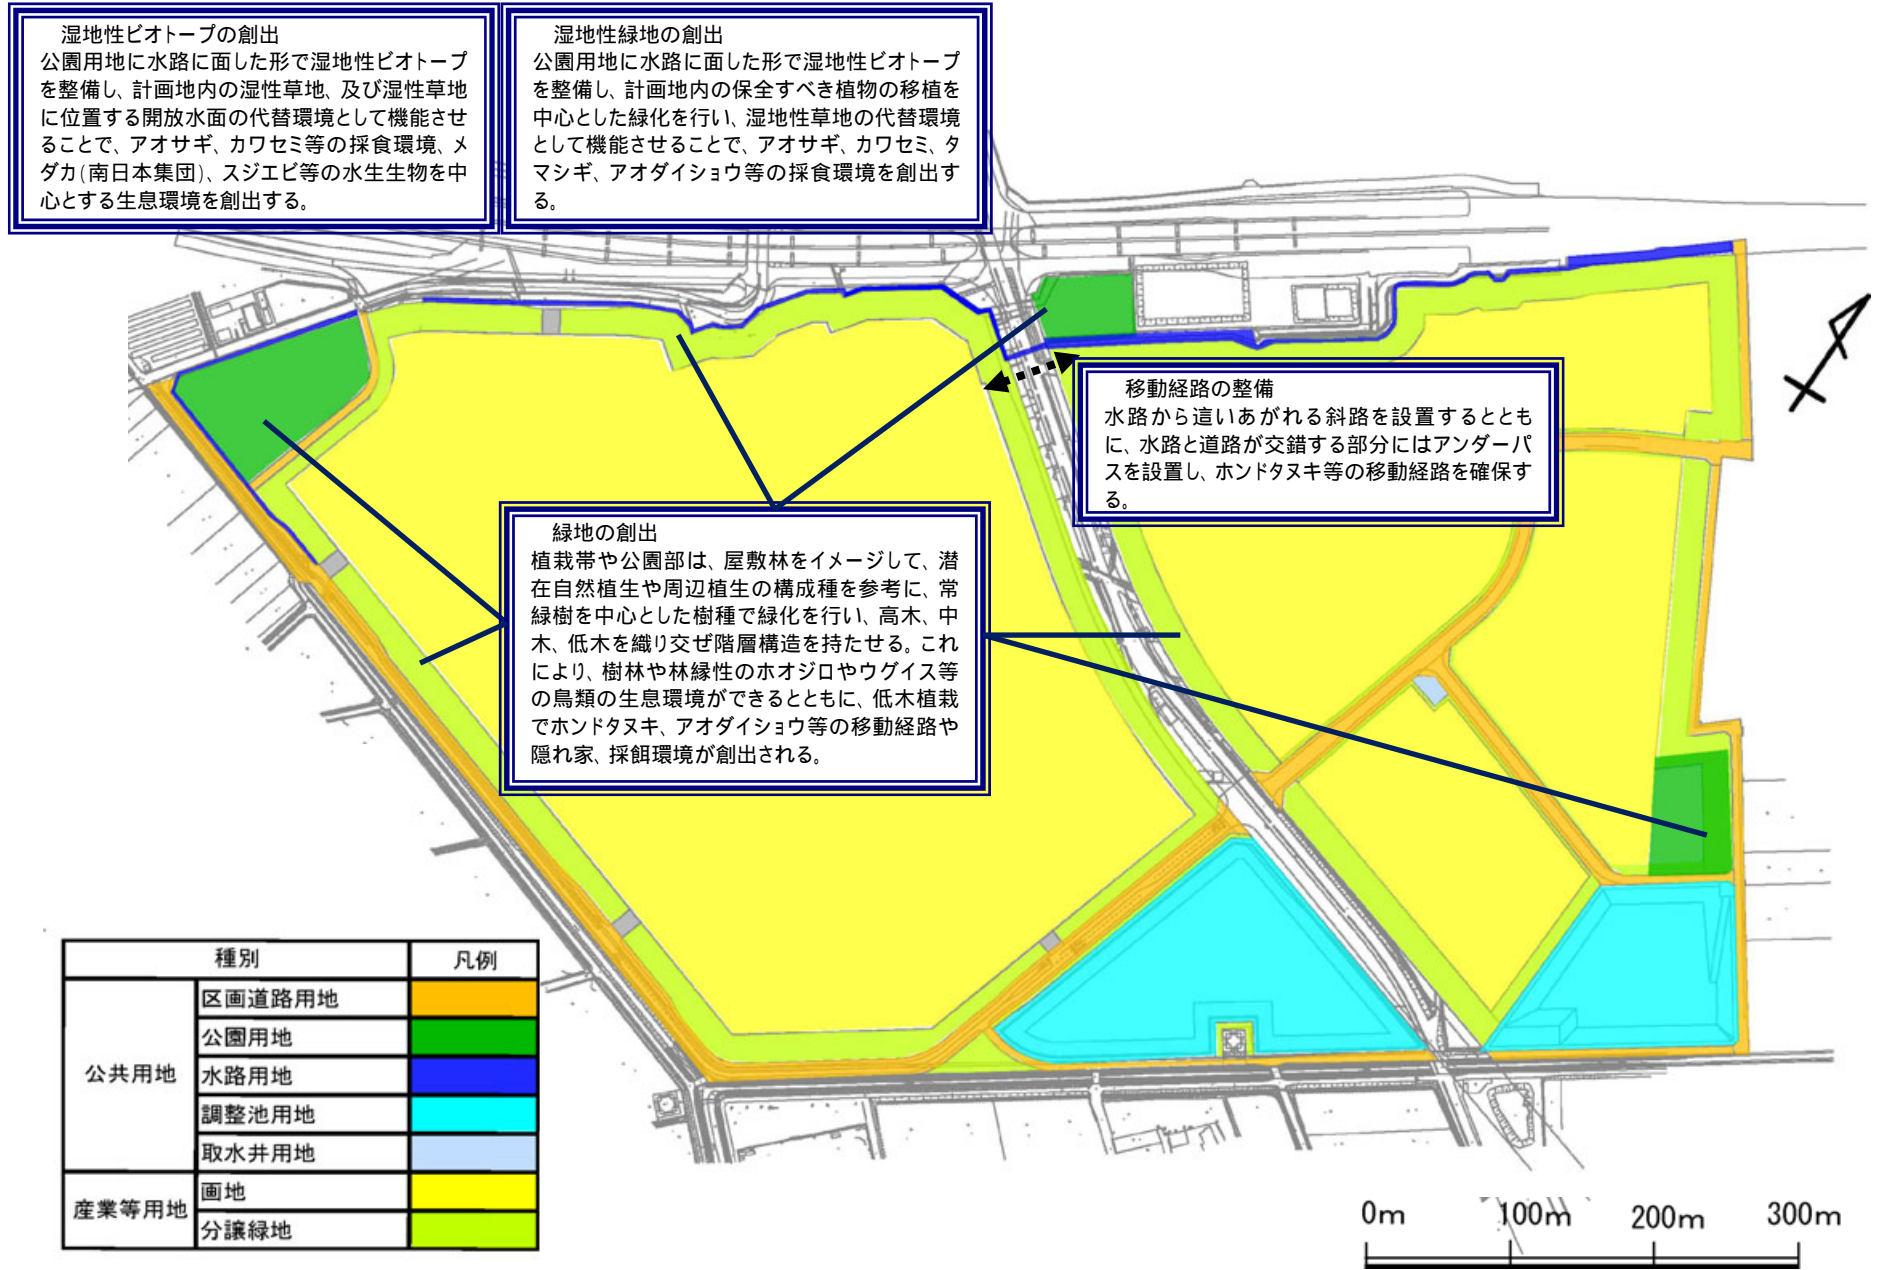 湿地性ビオトープの創出
公園用地に水路に面した形で湿地性ビオトープ
を整備し、計画地内の湿性草地、及び湿性草地
に位置する開放水面の代替環境として機能させ
ることで、アオサギ、カワセミ等の採食環境、メ
ダカ(南日本集団)、スジエビ等の水生生物を中
心とする生息環境を創出する。
湿地性緑地の創出
公園用地に水路に面した形で湿地性ビオトープ
を整備し、計画地内の保全すべき植物の移植を
中心とした緑化を行い、湿地性草地の代替環境
として機能させることで、アオサギ、カワセミ、タ
マシギ、アオダイショウ等の採食環境を創出す
る。
移動経路の整備
水路から這いあがれる斜路を設置するととも
に、水路と道路が交錯する部分にはアンダーパ
スを設置し、ホンドタヌキ等の移動経路を確保す
る。
緑地の創出
植栽帯や公園部は、屋敷林をイメージして、潜
在自然植生や周辺植生の構成種を参考に、常
緑樹を中心とした樹種で緑化を行い、高木、中
木、低木を織り交ぜ階層構造を持たせる。これ
により、樹林や林縁性のホオジロやウグイス等
の鳥類の生息環境ができるとともに、低木植栽
でホンドタヌキ、アオダイショウ等の移動経路や
隠れ家、採餌環境が創出される。
種別 凡例
公共用地
区画道路用地
公園用地
水路用地
調整池用地
取水井用地
産業等用地
画地
分譲緑地
0m 100m 200m 300m